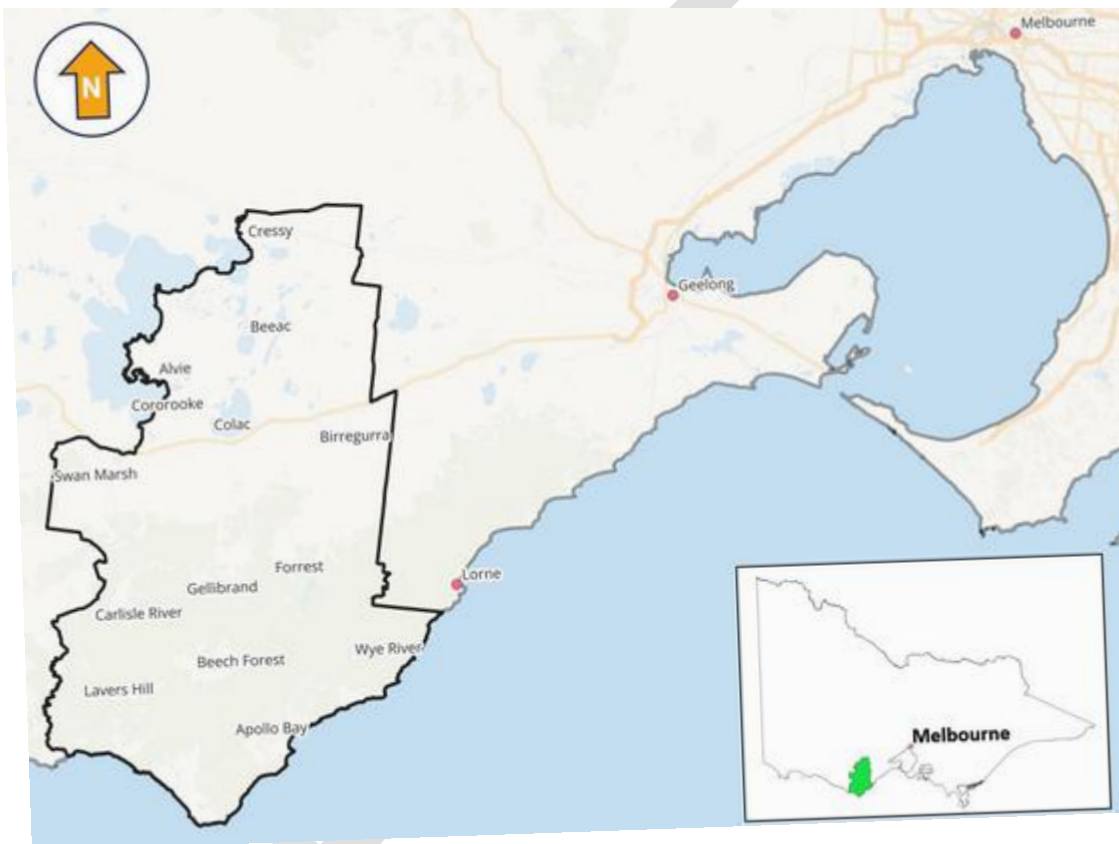 Melbourne
N
Cressy
Geelong
Beeac
Alvie
Cororooke
Colac
Birregurra
Swan Marsh
Forrest
Lorne
Gellibrand
Carlisle River
Wye River
Beech Forest
Lavers Hill
Apollo Bay
Melbourne